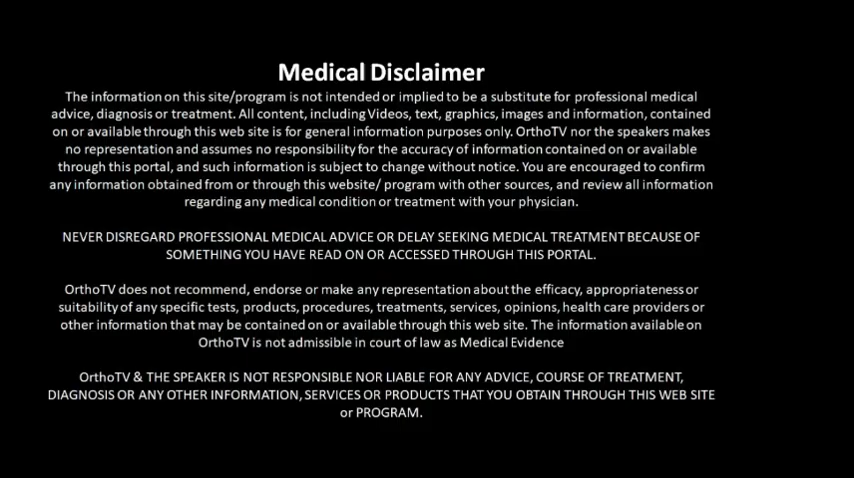 Medical Disclaimer
The information on this site/program is not intended or implied to be a substitute for professional medical
advice, diagnosis or treatment. All content, including Videos, text, graphics, images and information, contained
on or available through this web site is for general information purposes only. OrthoTV nor the speakers makes
no representation and assumes no responsibility for the accuracy of information contained on or available
through this portal, and such information is subject to change without notice. You are encouraged to confirm
any information obtained from or through this website/ program with other sources, and review all information
regarding any medical condition or treatment with your physician.
NEVER DISREGARD PROFESSIONAL MEDICAL ADVICE OR DELAY SEEKING MEDICAL TREATMENT BECAUSE OF
SOMETHING YOU HAVE READ ON OR ACCESSED THROUGH THIS PORTAL.
OrthoTV does not recommend, endorse or make any representation about the efficacy, appropriateness or
suitability of any specific tests, products, procedures, treatments, services, opinions, health care providers or
other information that may be contained on or available through this web site. The information available on
OrthoTV is not admissible in court of law as Medical Evidence
OrthoTV & THE SPEAKER IS NOT RESPONSIBLE NOR LIABLE FOR ANY ADVICE, COURSE OF TREATMENT,
DIAGNOSIS OR ANY OTHER INFORMATION, SERVICES OR PRODUCTS THAT YOU OBTAIN THROUGH THIS WEB SITE
or PROGRAM.